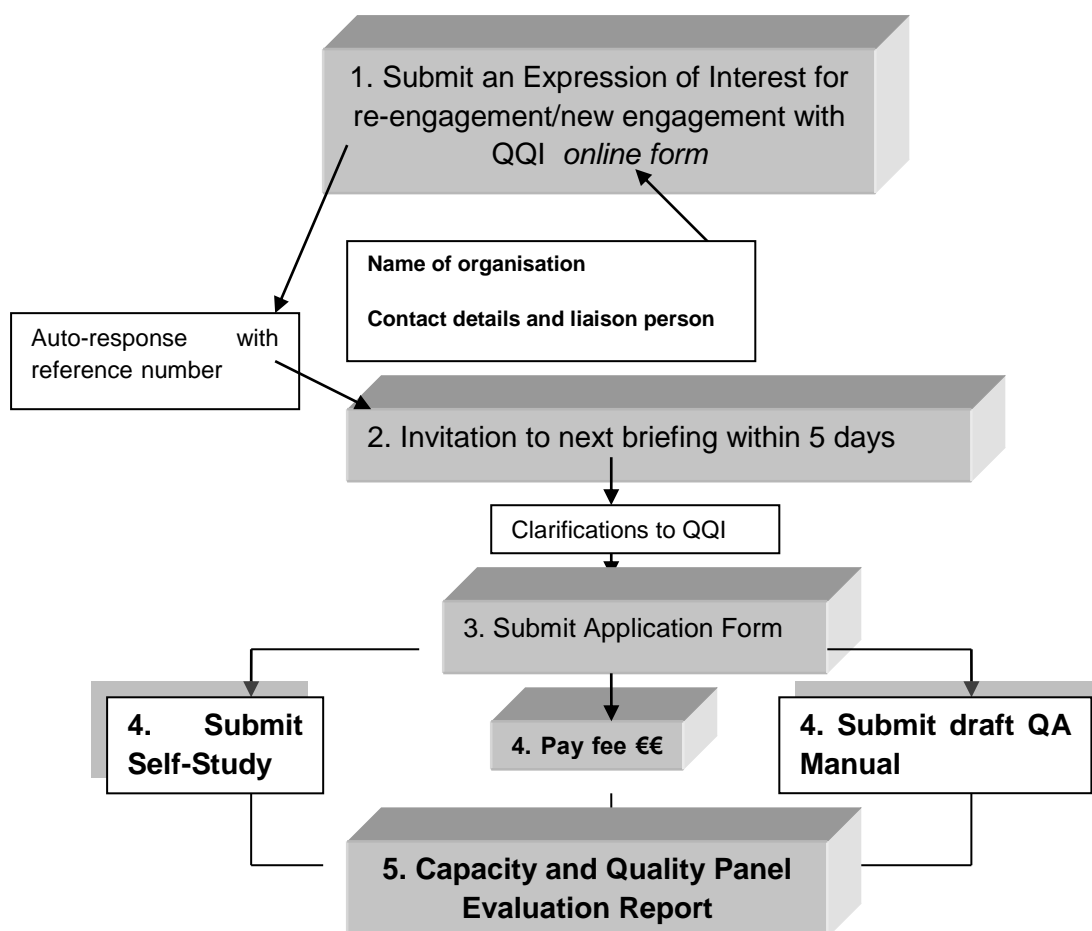 1. Submit an Expression of Interest for
re-engagement/new engagement with
QQI online form
Name of organisation
Contact details and liaison person
Auto-response with
reference number
2. Invitation to next briefing within 5 days
Clarifications to QQI
3. Submit Application Form
4. Submit
Self-Study
4. Pay fee €€
4. Submit draft QA
Manual
5. Capacity and Quality Panel
Evaluation Report